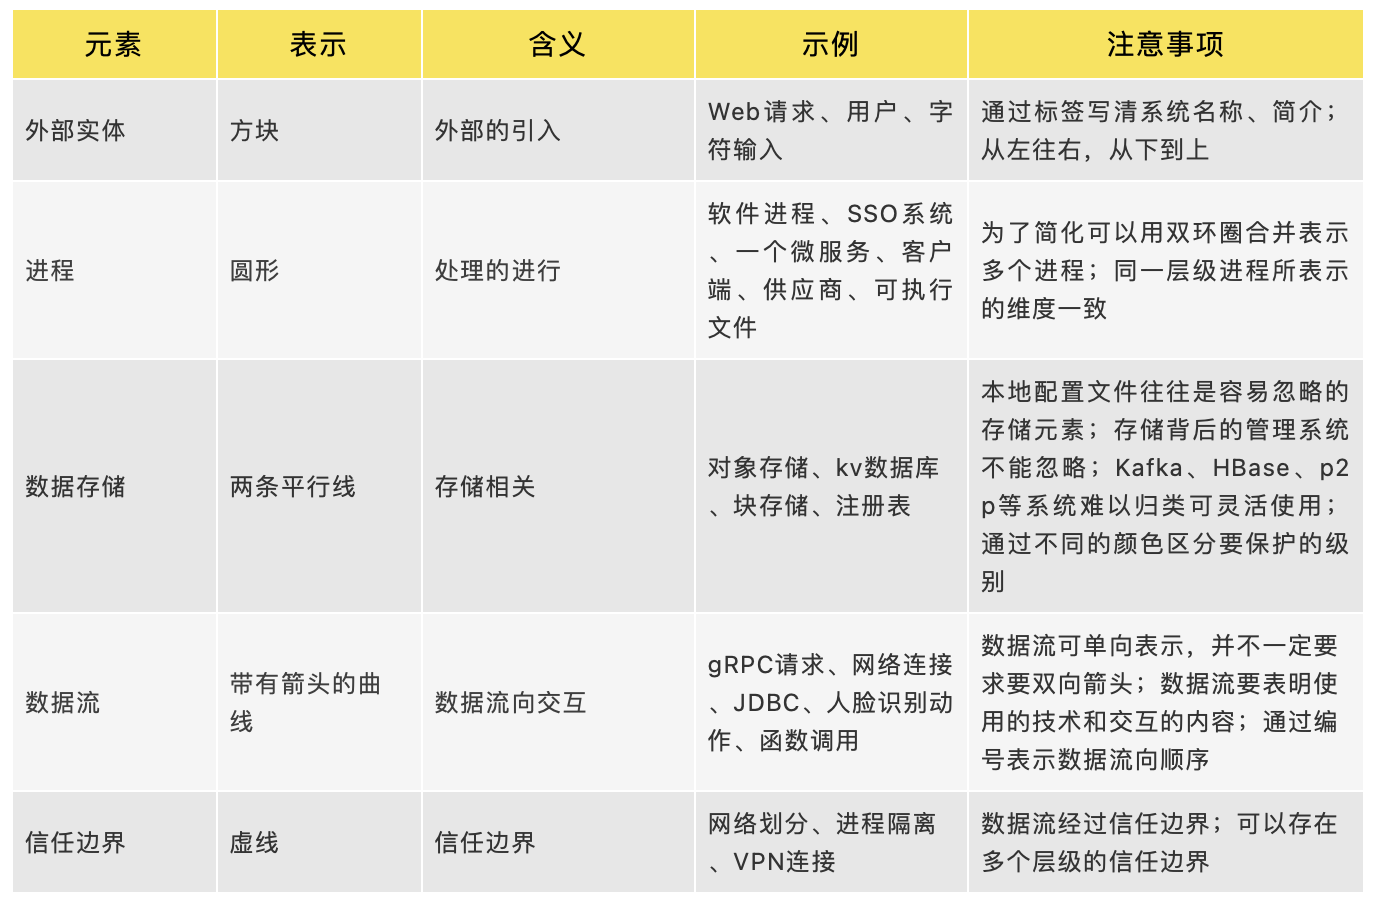 元素
表示
含义
示例
注意事项
外部实体
方块
外部的引入
Web请求、用户、字
符输入
通过标签写清系统名称、简介；
从左往右，从下到上
进程
圆形
处理的进行
软件进程、SSO系统
、一个微服务、客户
端、供应商、可执行
文件
为了简化可以用双环圈合并表示
多个进程；同一层级进程所表示
的维度一致
数据存储
两条平行线
存储相关
对象存储、kv数据库
、块存储、注册表
本地配置文件往往是容易忽略的
存储元素；存储背后的管理系统
不能忽略；Kafka、HBase、p2
p等系统难以归类可灵活使用；
通过不同的颜色区分要保护的级
别
数据流
带有箭头的曲
线
数据流向交互
gRPC请求、网络连接
、JDBC、人脸识别动
作、函数调用
数据流可单向表示，并不一定要
求要双向箭头；数据流要表明使
用的技术和交互的内容；通过编
号表示数据流向顺序
信任边界
虚线
信任边界
网络划分、进程隔离
、VPN连接
数据流经过信任边界；可以存在
多个层级的信任边界